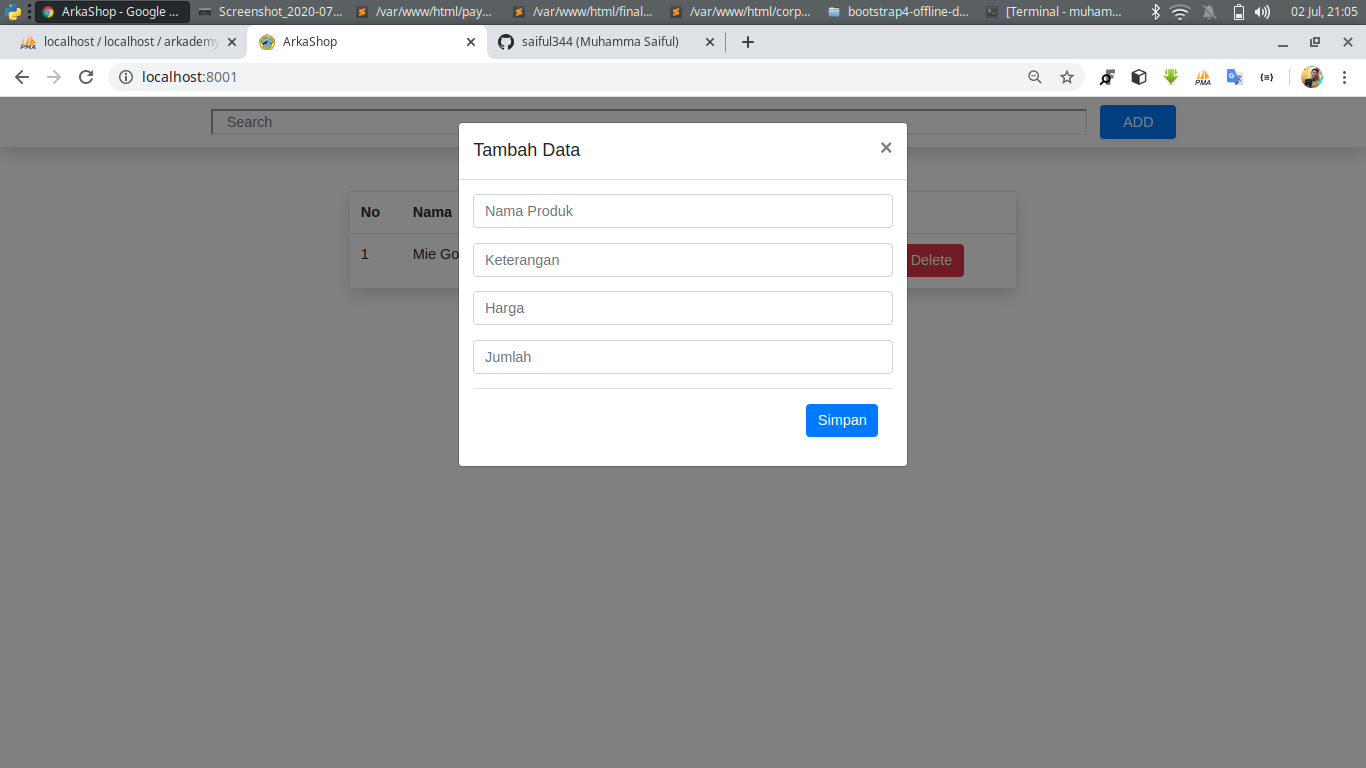 ArkaShop - Google ...
Screenshot_2020-07...
/var/www/html/pay...
/var/www/html/final...
/var/www/html/corp...
bootstrap4-offline-d...
[Terminal - muham...
02 Jul, 21:05
PMA
localhost / localhost / arkademy
ArkaShop
saiful344 (Muhamma Saiful)
localhost:8001
PMA
Search
ADD
Tambah Data
×
No
Nama
Nama Produk
1
Mie Go
Keterangan
Delete
Harga
Jumlah
Simpan